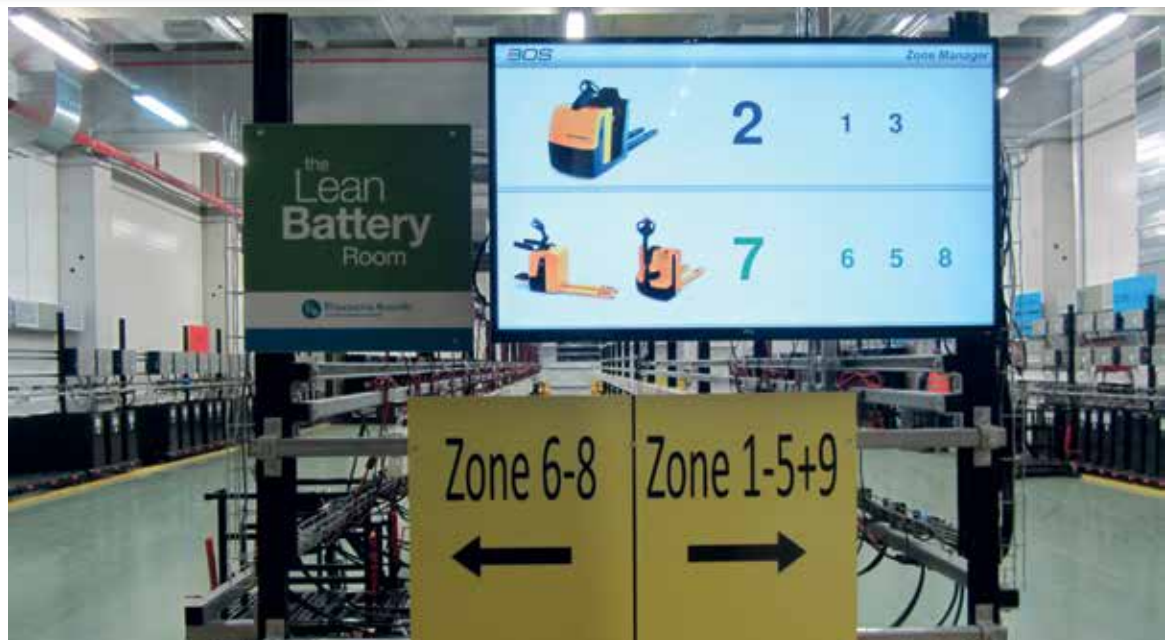 BOS
Zone Manager
2 1 3
7 6 5 8
the
Lean
Battery
Room
Zone 6-8
Zone 1-5+9